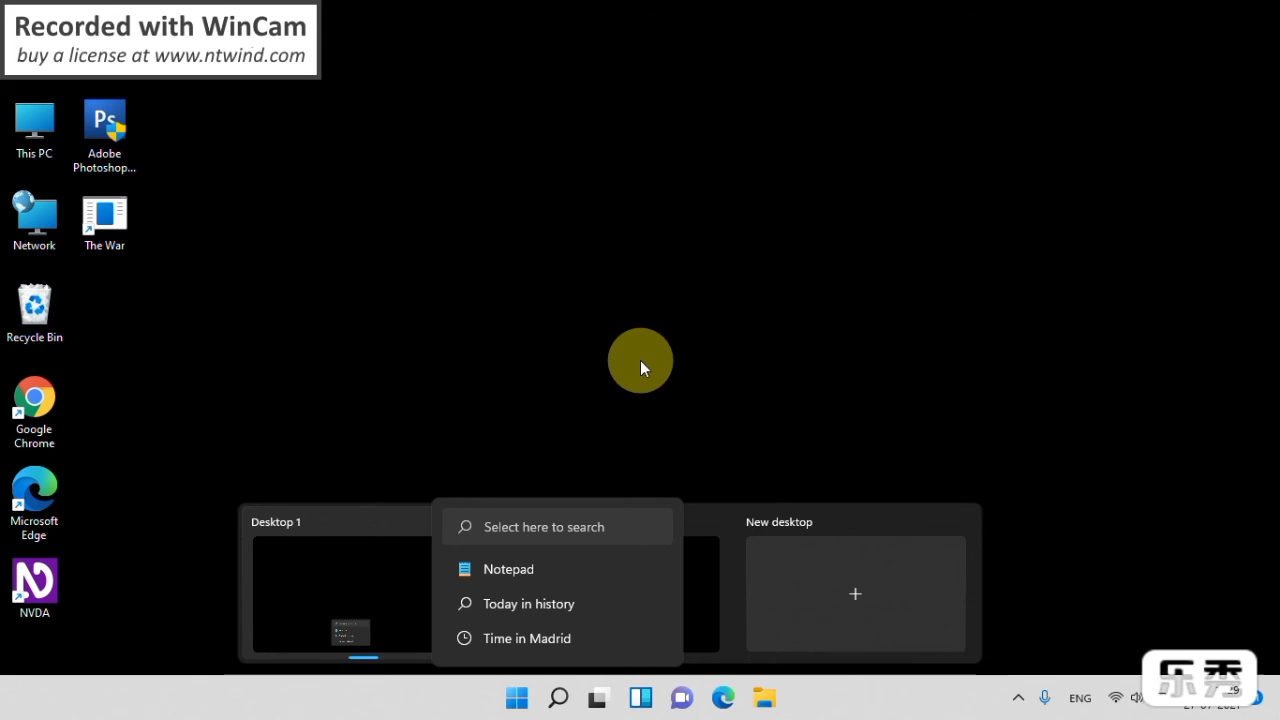 Recorded with WinCam
buy a license at www.ntwind.com
This PC
Ps
Adobe
Photoshop...
Network
The War
Recycle Bin
Google
Chrome
Microsoft
Edge
NVDA
Desktop 1
Select here to search
Notepad
Today in history
Time in Madrid
New desktop
ENG
乐秀